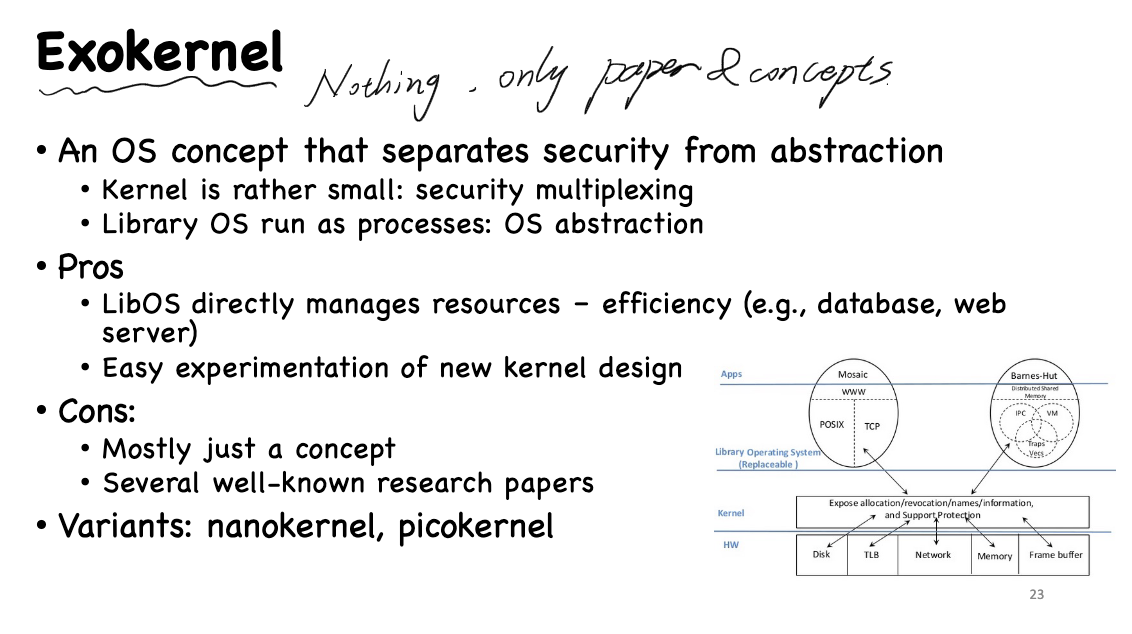 Exokernel
Nothing, only paper & concepts.
• An OS concept that separates security from abstraction
• Kernel is rather small: security multiplexing
• Library OS run as processes: OS abstraction
• Pros
• LibOS directly manages resources – efficiency (e.g., database, web
server)
• Easy experimentation of new kernel design
• Cons:
• Mostly just a concept
• Several well-known research papers
• Variants: nanokernel, picokernel
Apps
Mosaic
WWW
POSIX
TCP
Barnes-Hut
Distributed Shared
Memory
IPC
VM
Traps
Vecs
Library Operating System
(Replaceable )
Kernel
Expose allocation/revocation/names/information,
and Support Protection
HW
Disk
TLB
Network
Memory
Frame buffer
23